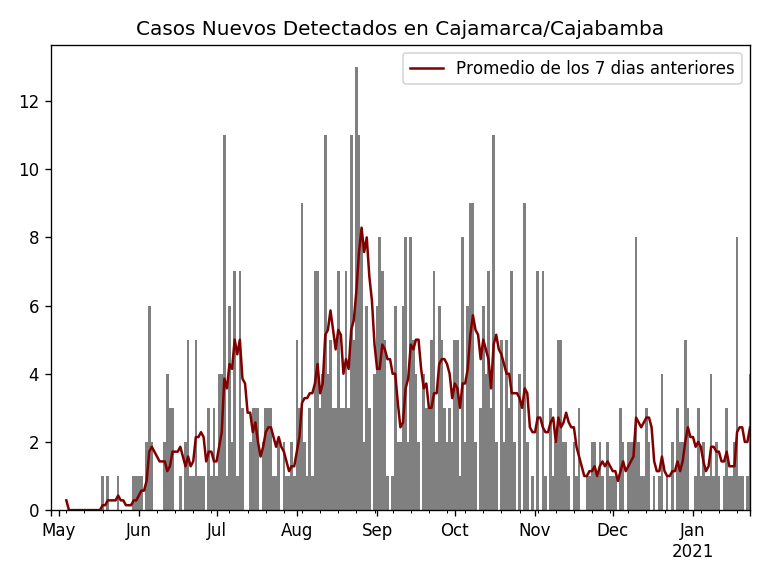 Casos Nuevos Detectados en Cajamarca/Cajabamba
Promedio de los 7 dias anteriores
12
10
8
6
4
2
0
May Jun Jul Aug Sep Oct Nov Dec Jan
2021